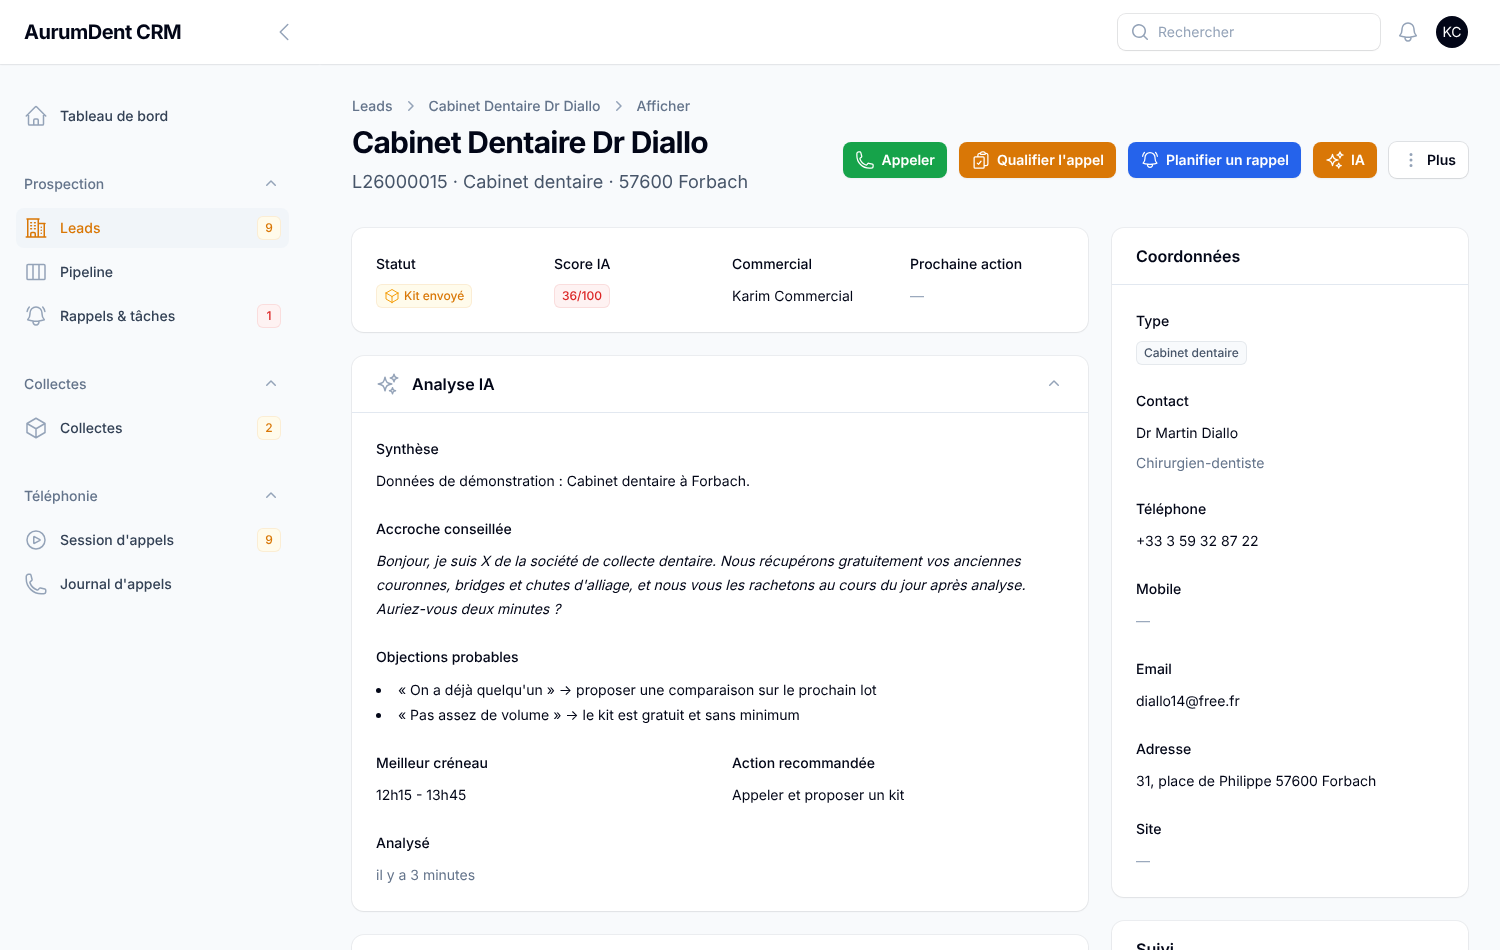 AurumDent CRM
Rechercher
KC
Tableau de bord
Prospection
Leads
9
Pipeline
Rappels & tâches
1
Collectes
Collectes
2
Téléphonie
Session d'appels
9
Journal d'appels
Leads > Cabinet Dentaire Dr Diallo > Afficher
Cabinet Dentaire Dr Diallo
L26000015 · Cabinet dentaire · 57600 Forbach
Appeler
Qualifier l'appel
Planifier un rappel
IA
Plus
Statut
Kit envoyé
Score IA
36/100
Commercial
Karim Commercial
Prochaine action
—
Analyse IA
Synthèse
Données de démonstration : Cabinet dentaire à Forbach.
Accroche conseillée
Bonjour, je suis X de la société de collecte dentaire. Nous récupérons gratuitement vos anciennes
couronnes, bridges et chutes d'alliage, et nous vous les rachetons au cours du jour après analyse.
Auriez-vous deux minutes ?
Objections probables
• « On a déjà quelqu'un » → proposer une comparaison sur le prochain lot
• « Pas assez de volume » → le kit est gratuit et sans minimum
Meilleur créneau
12h15 - 13h45
Action recommandée
Appeler et proposer un kit
Analysé
il y a 3 minutes
Coordonnées
Type
Cabinet dentaire
Contact
Dr Martin Diallo
Chirurgien-dentiste
Téléphone
+33 3 59 32 87 22
Mobile
—
Email
diallo14@free.fr
Adresse
31, place de Philippe 57600 Forbach
Site
—
Suivi